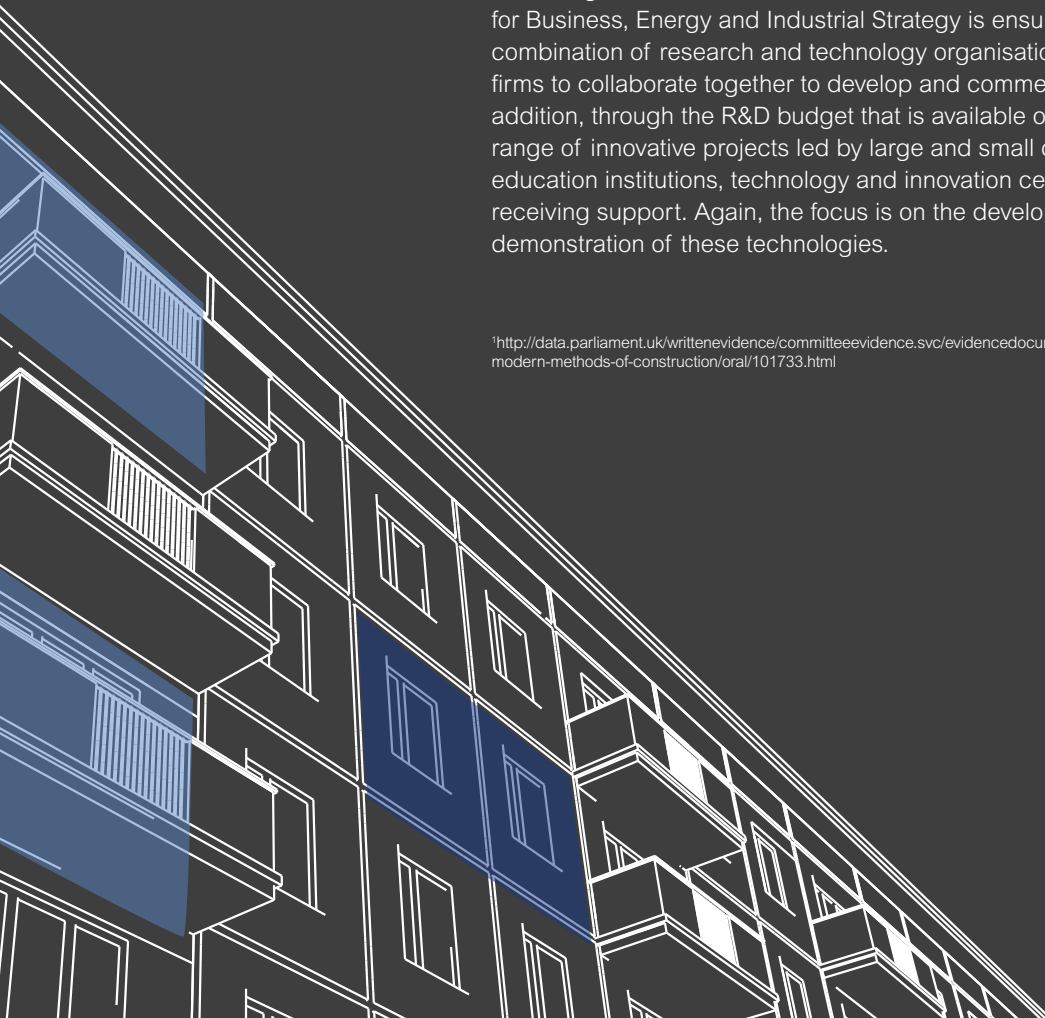 for Business, Energy and Industrial Strategy is ensu
combination of research and technology organisatio
firms to collaborate together to develop and comme
addition, through the R&D budget that is available o
range of innovative projects led by large and small
education institutions, technology and innovation ce
receiving support. Again, the focus is on the develo
demonstration of these technologies.
¹http://data.parliament.uk/writtenevidence/committeeevidence.svc/evidencedocu
modern-methods-of-construction/oral/101733.html